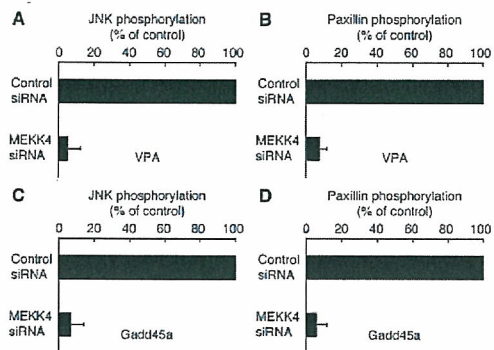 A
JNK phosphorylation
(% of control)
0 20 40 60 80 100
Control
siRNA
MEKK4
siRNA
VPA
B
Paxillin phosphorylation
(% of control)
0 20 40 60 80 100
Control
siRNA
MEKK4
siRNA
VPA
C
JNK phosphorylation
(% of control)
0 20 40 60 80 100
Control
siRNA
MEKK4
siRNA
Gadd45a
D
Paxillin phosphorylation
(% of control)
0 20 40 60 80 100
Control
siRNA
MEKK4
siRNA
Gadd45a